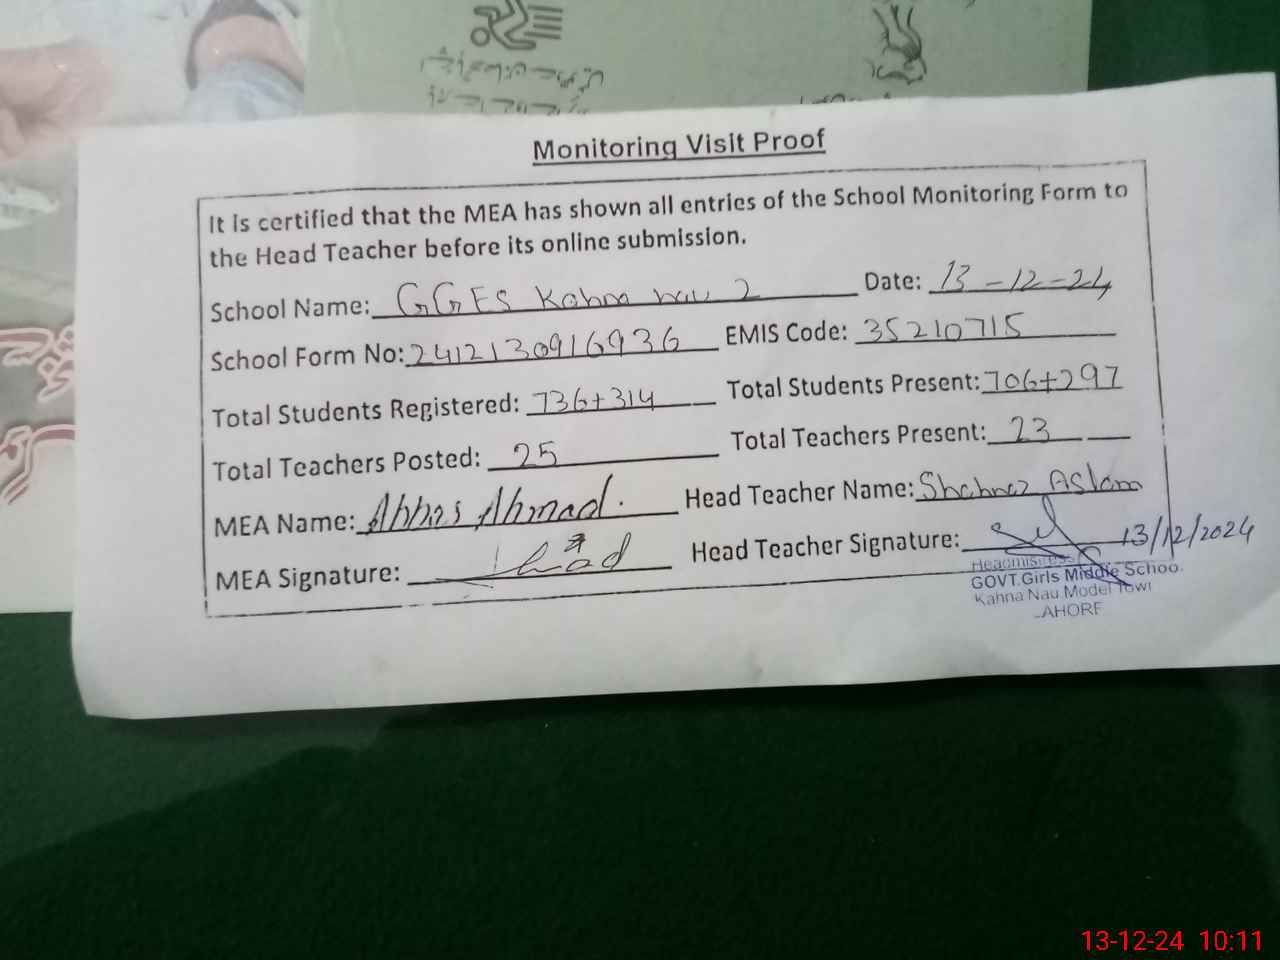 Monitoring Visit Proof
It is certified that the MEA has shown all entries of the School Monitoring Form to
the Head Teacher before its online submission.
School Name: GGES Kahna nau 2 Date: 13-12-24
School Form No: 2412130916936 EMIS Code: 35210715
Total Students Registered: 736+314 Total Students Present: 706+297
Total Teachers Posted: 25 Total Teachers Present: 23
MEA Name: Abbas Ahmad. Head Teacher Name: Shahnaz Aslam
MEA Signature: Head Teacher Signature: 13/12/2024
Headmistress
GOVT.Girls Middle School.
Kahna Nau Model Town
LAHORE
13-12-24 10:11